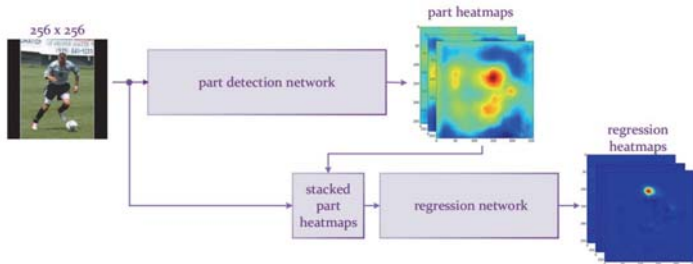 256 x 256
part heatmaps
part detection network
regression
heatmaps
stacked
part
heatmaps
regression network